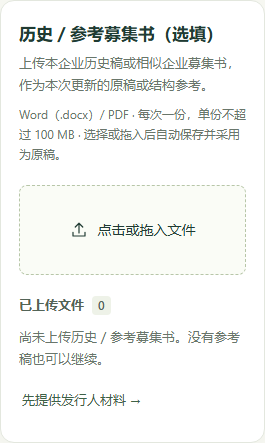 历史 / 参考募集书（选填）
上传本企业历史稿或相似企业募集书，
作为本次更新的原稿或结构参考。
Word（.docx）/ PDF · 每次一份，单份不超
过 100 MB · 选择或拖入后自动保存并采用
为原稿。
点击或拖入文件
已上传文件 0
尚未上传历史 / 参考募集书。没有参考
稿也可以继续。
先提供发行人材料 →